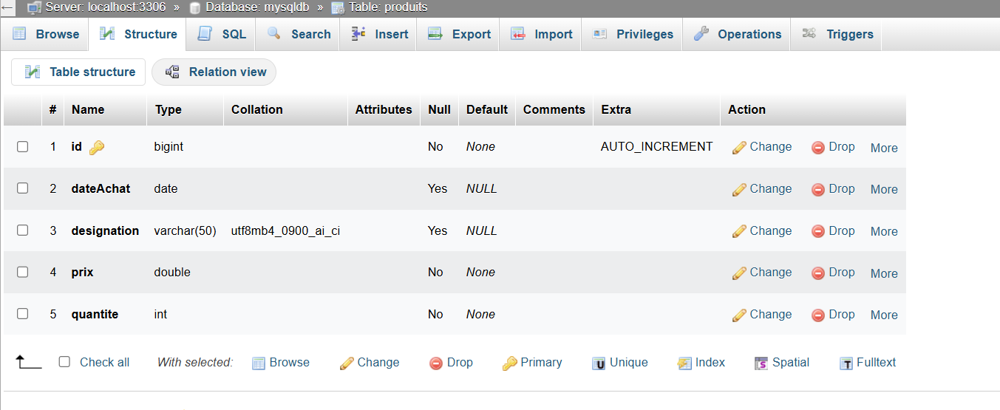 ← Server: localhost:3306 » Database: mysqldb » Table: produits
Browse Structure SQL Search Insert Export Import Privileges Operations Triggers
Table structure Relation view
# Name Type Collation Attributes Null Default Comments Extra Action
1 id bigint No None AUTO_INCREMENT Change Drop More
2 dateAchat date Yes NULL Change Drop More
3 designation varchar(50) utf8mb4_0900_ai_ci Yes NULL Change Drop More
4 prix double No None Change Drop More
5 quantite int No None Change Drop More
Check all With selected: Browse Change Drop Primary U Unique Index S Spatial T Fulltext